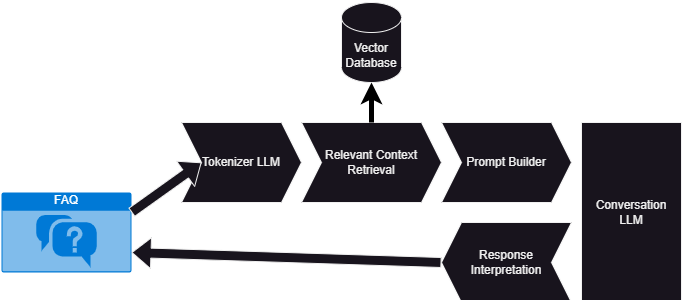 Vector
Database
Tokenizer LLM
Relevant Context
Retrieval
Prompt Builder
Conversation
LLM
FAQ
?
Response
Interpretation